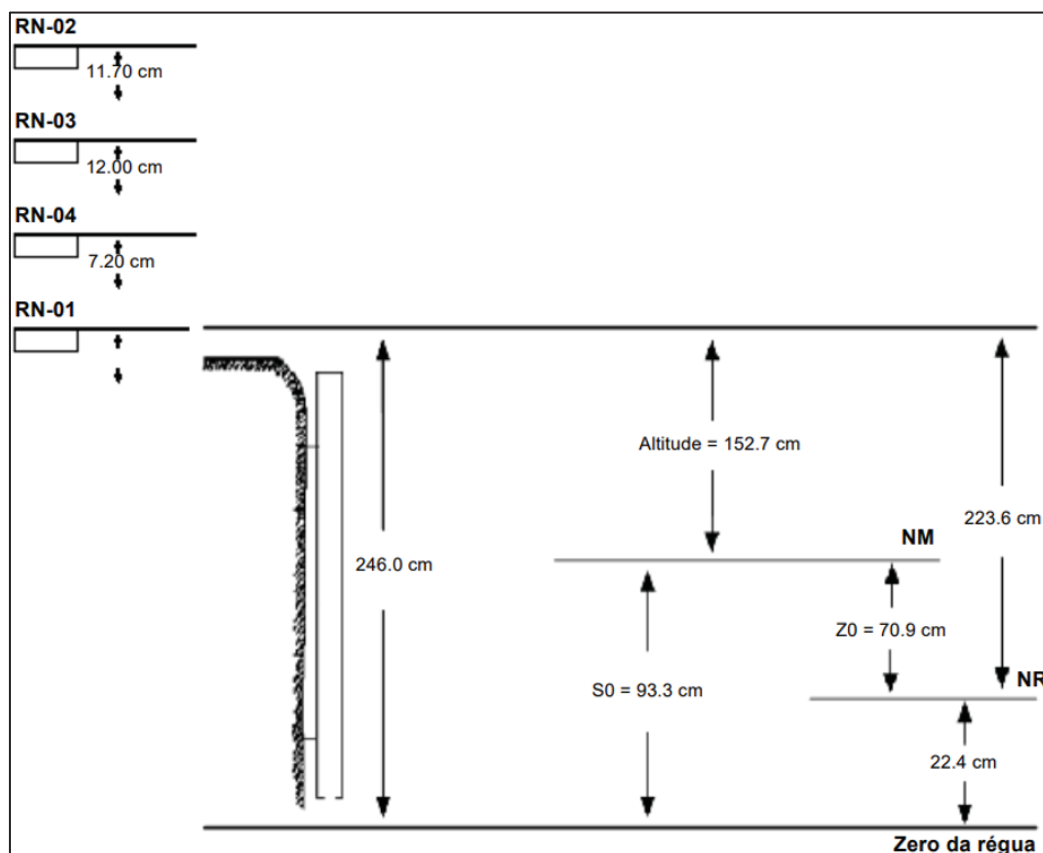 RN-02
11.70 cm
RN-03
12.00 cm
RN-04
7.20 cm
RN-01
Altitude = 152.7 cm
223.6 cm
NM
246.0 cm
Z0 = 70.9 cm
NR
S0 = 93.3 cm
22.4 cm
Zero da régua